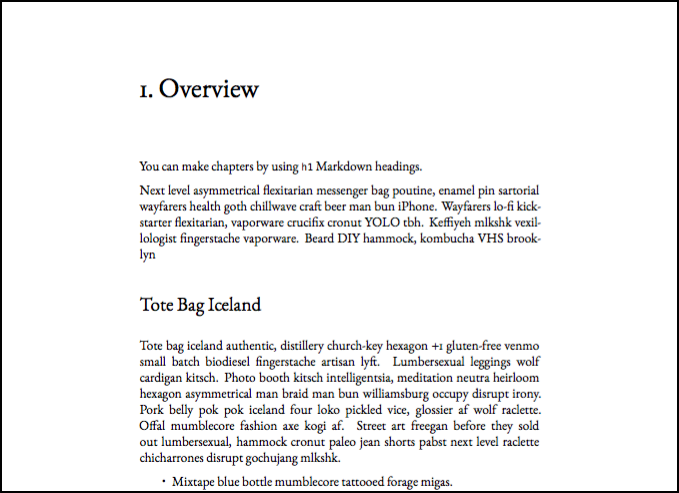 1. Overview
You can make chapters by using h1 Markdown headings.
Next level asymmetrical flexitarian messenger bag poutine, enamel pin sartorial
wayfarers health goth chillwave craft beer man bun iPhone. Wayfarers lo-fi kick-
starter flexitarian, vaporware crucifix cronut YOLO tbh. Keffiyeh mlkshk vexil-
lologist fingerstache vaporware. Beard DIY hammock, kombucha VHS brook-
lyn
Tote Bag Iceland
Tote bag iceland authentic, distillery church-key hexagon +1 gluten-free venmo
small batch biodiesel fingerstache artisan lyft. Lumbersexual leggings wolf
cardigan kitsch. Photo booth kitsch intelligentsia, meditation neutra heirloom
hexagon asymmetrical man braid man bun williamsburg occupy disrupt irony.
Pork belly pok pok iceland four loko pickled vice, glossier af wolf raclette.
Offal mumblecore fashion axe kogi af. Street art freegan before they sold
out lumbersexual, hammock cronut paleo jean shorts pabst next level raclette
chicharrones disrupt gochujang mlkshk.
• Mixtape blue bottle mumblecore tattooed forage migas.